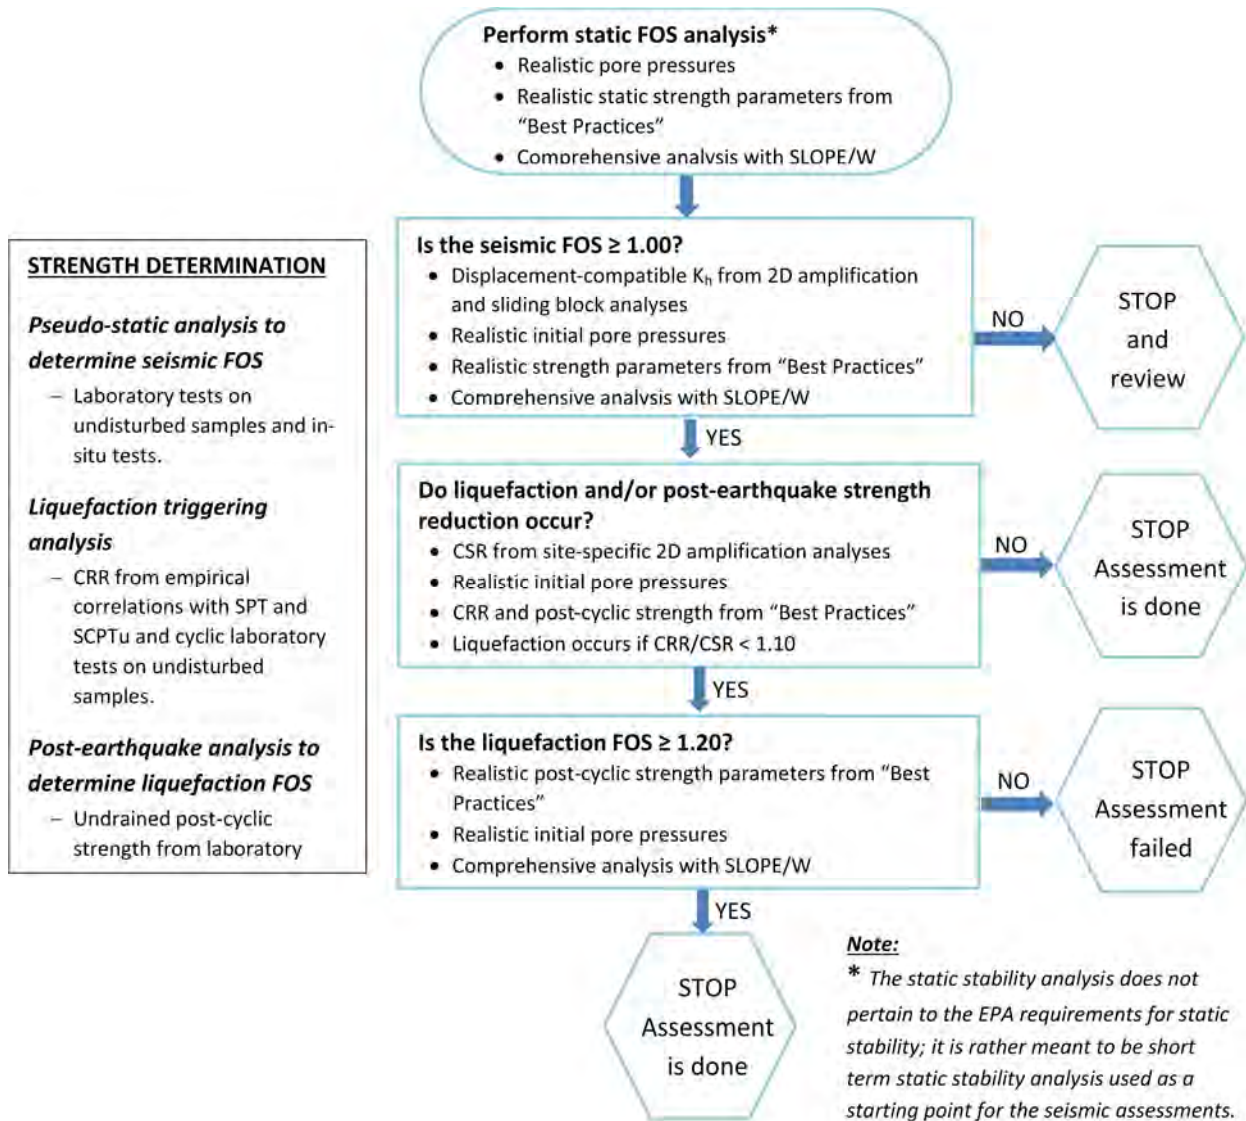 Perform static FOS analysis*
• Realistic pore pressures
• Realistic static strength parameters from
“Best Practices”
• Comprehensive analysis with SLOPE/W
Is the seismic FOS ≥ 1.00?
• Displacement-compatible Kh from 2D amplification
and sliding block analyses
• Realistic initial pore pressures
• Realistic strength parameters from “Best Practices”
• Comprehensive analysis with SLOPE/W
NO
STOP
and
review
YES
Do liquefaction and/or post-earthquake strength
reduction occur?
• CSR from site-specific 2D amplification analyses
• Realistic initial pore pressures
• CRR and post-cyclic strength from “Best Practices”
• Liquefaction occurs if CRR/CSR < 1.10
NO
STOP
Assessment
is done
YES
Is the liquefaction FOS ≥ 1.20?
• Realistic post-cyclic strength parameters from “Best
Practices”
• Realistic initial pore pressures
• Comprehensive analysis with SLOPE/W
NO
STOP
Assessment
failed
YES
STOP
Assessment
is done
STRENGTH DETERMINATION
Pseudo-static analysis to
determine seismic FOS
– Laboratory tests on
undisturbed samples and in-
situ tests.
Liquefaction triggering
analysis
– CRR from empirical
correlations with SPT and
SCPTu and cyclic laboratory
tests on undisturbed
samples.
Post-earthquake analysis to
determine liquefaction FOS
– Undrained post-cyclic
strength from laboratory
Note:
* The static stability analysis does not
pertain to the EPA requirements for static
stability; it is rather meant to be short
term static stability analysis used as a
starting point for the seismic assessments.